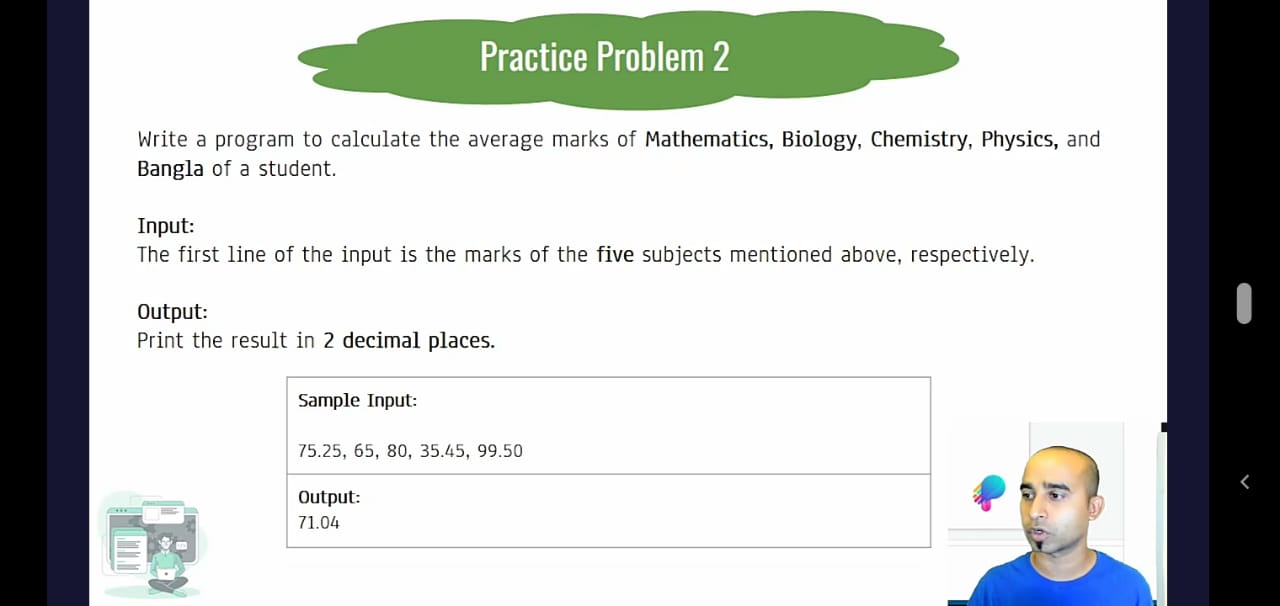 Practice Problem 2
Write a program to calculate the average marks of Mathematics, Biology, Chemistry, Physics, and
Bangla of a student.
Input:
The first line of the input is the marks of the five subjects mentioned above, respectively.
Output:
Print the result in 2 decimal places.
Sample Input:
75.25, 65, 80, 35.45, 99.50
Output:
71.04